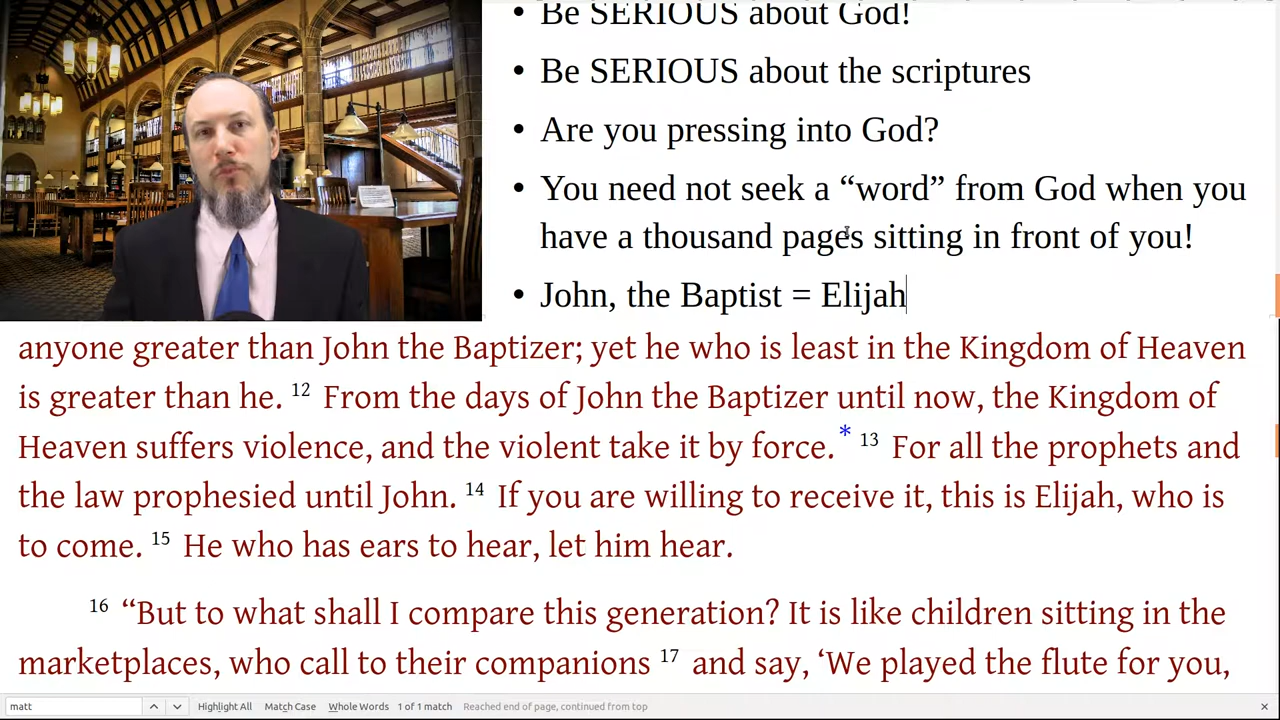 • Be SERIOUS about God!
• Be SERIOUS about the scriptures
• Are you pressing into God?
• You need not seek a “word” from God when you
have a thousand pages sitting in front of you!
• John, the Baptist = Elijah
anyone greater than John the Baptizer; yet he who is least in the Kingdom of Heaven
is greater than he. 12 From the days of John the Baptizer until now, the Kingdom of
Heaven suffers violence, and the violent take it by force.* 13 For all the prophets and
the law prophesied until John. 14 If you are willing to receive it, this is Elijah, who is
to come. 15 He who has ears to hear, let him hear.
16 “But to what shall I compare this generation? It is like children sitting in the
marketplaces, who call to their companions 17 and say, ‘We played the flute for you,
matt Highlight All Match Case Whole Words 1 of 1 match Reached end of page, continued from top